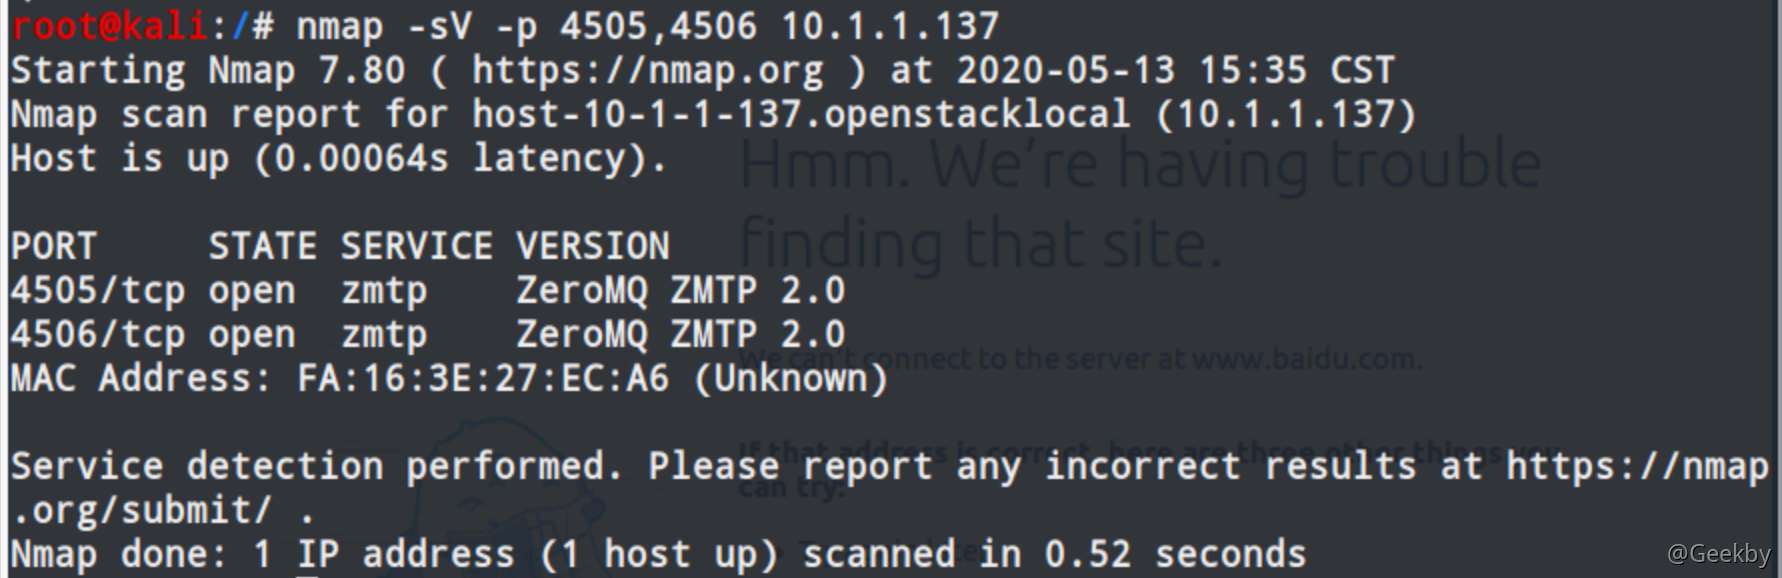 root@kali:/# nmap -sV -p 4505,4506 10.1.1.137
Starting Nmap 7.80 ( https://nmap.org ) at 2020-05-13 15:35 CST
Nmap scan report for host-10-1-1-137.openstacklocal (10.1.1.137)
Host is up (0.00064s latency).
Hmm. We're having trouble
finding that site.
PORT     STATE SERVICE VERSION
4505/tcp open  zmtp    ZeroMQ ZMTP 2.0
4506/tcp open  zmtp    ZeroMQ ZMTP 2.0
We can't connect to the server at www.baidu.com.
MAC Address: FA:16:3E:27:EC:A6 (Unknown)
If that address is correct, here are three other things you
can try:
Service detection performed. Please report any incorrect results at https://nmap
.org/submit/ .
Nmap done: 1 IP address (1 host up) scanned in 0.52 seconds
@Geekby